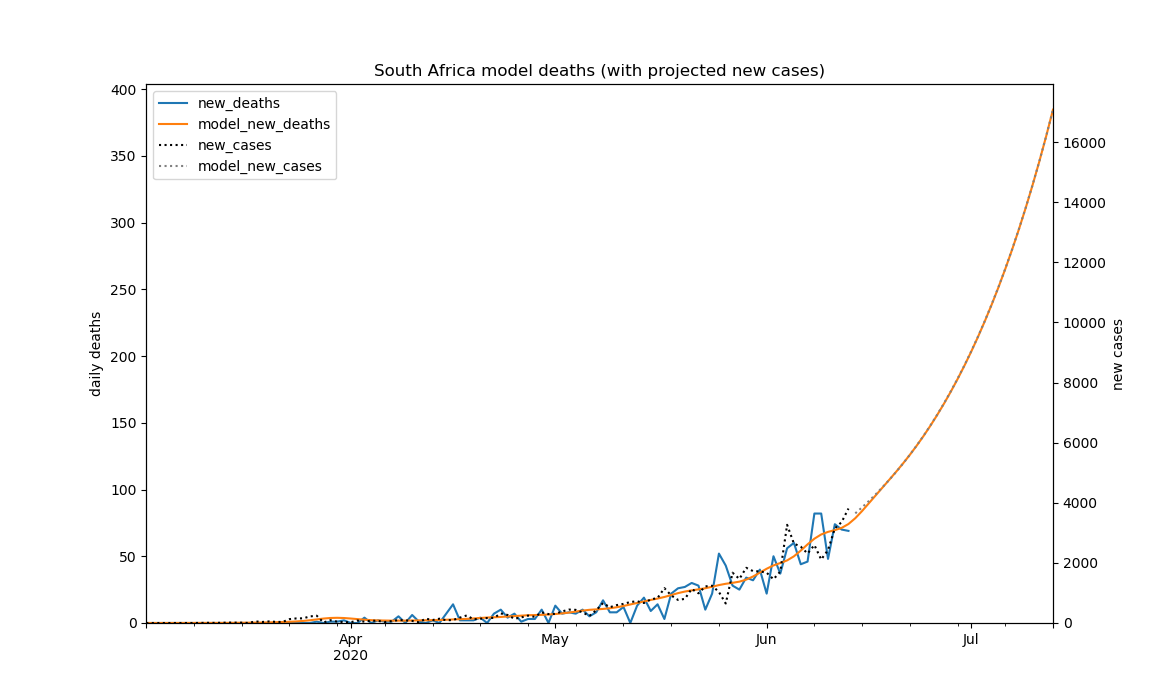 South Africa model deaths (with projected new cases)
new_deaths
model_new_deaths
new_cases
model_new_cases
400
350
300
250
200
150
100
50
0
daily deaths
16000
14000
12000
10000
8000
6000
4000
2000
0
new cases
Apr
2020
May
Jun
Jul